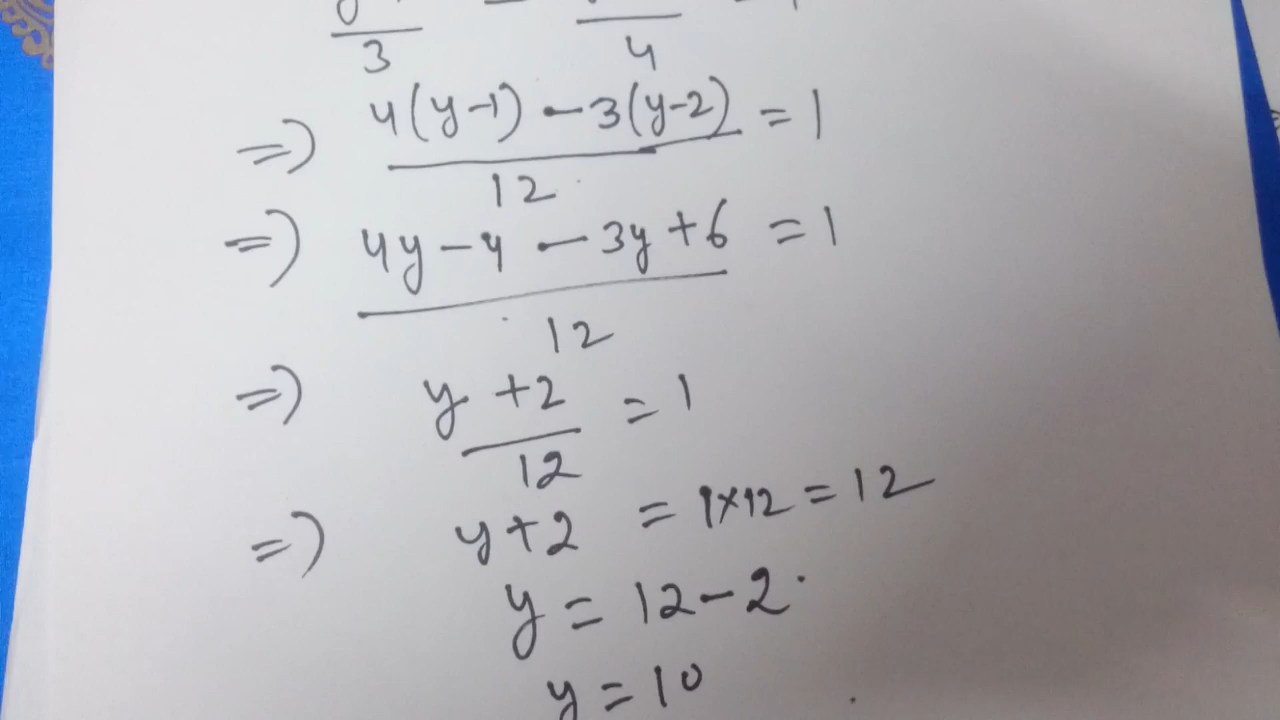 3 4
=> 4(y-1) - 3(y-2) = 1
12
=> 4y - 4 - 3y + 6 = 1
12
=> y + 2 = 1
12
=> y + 2 = 1 × 12 = 12
y = 12 - 2
y = 10